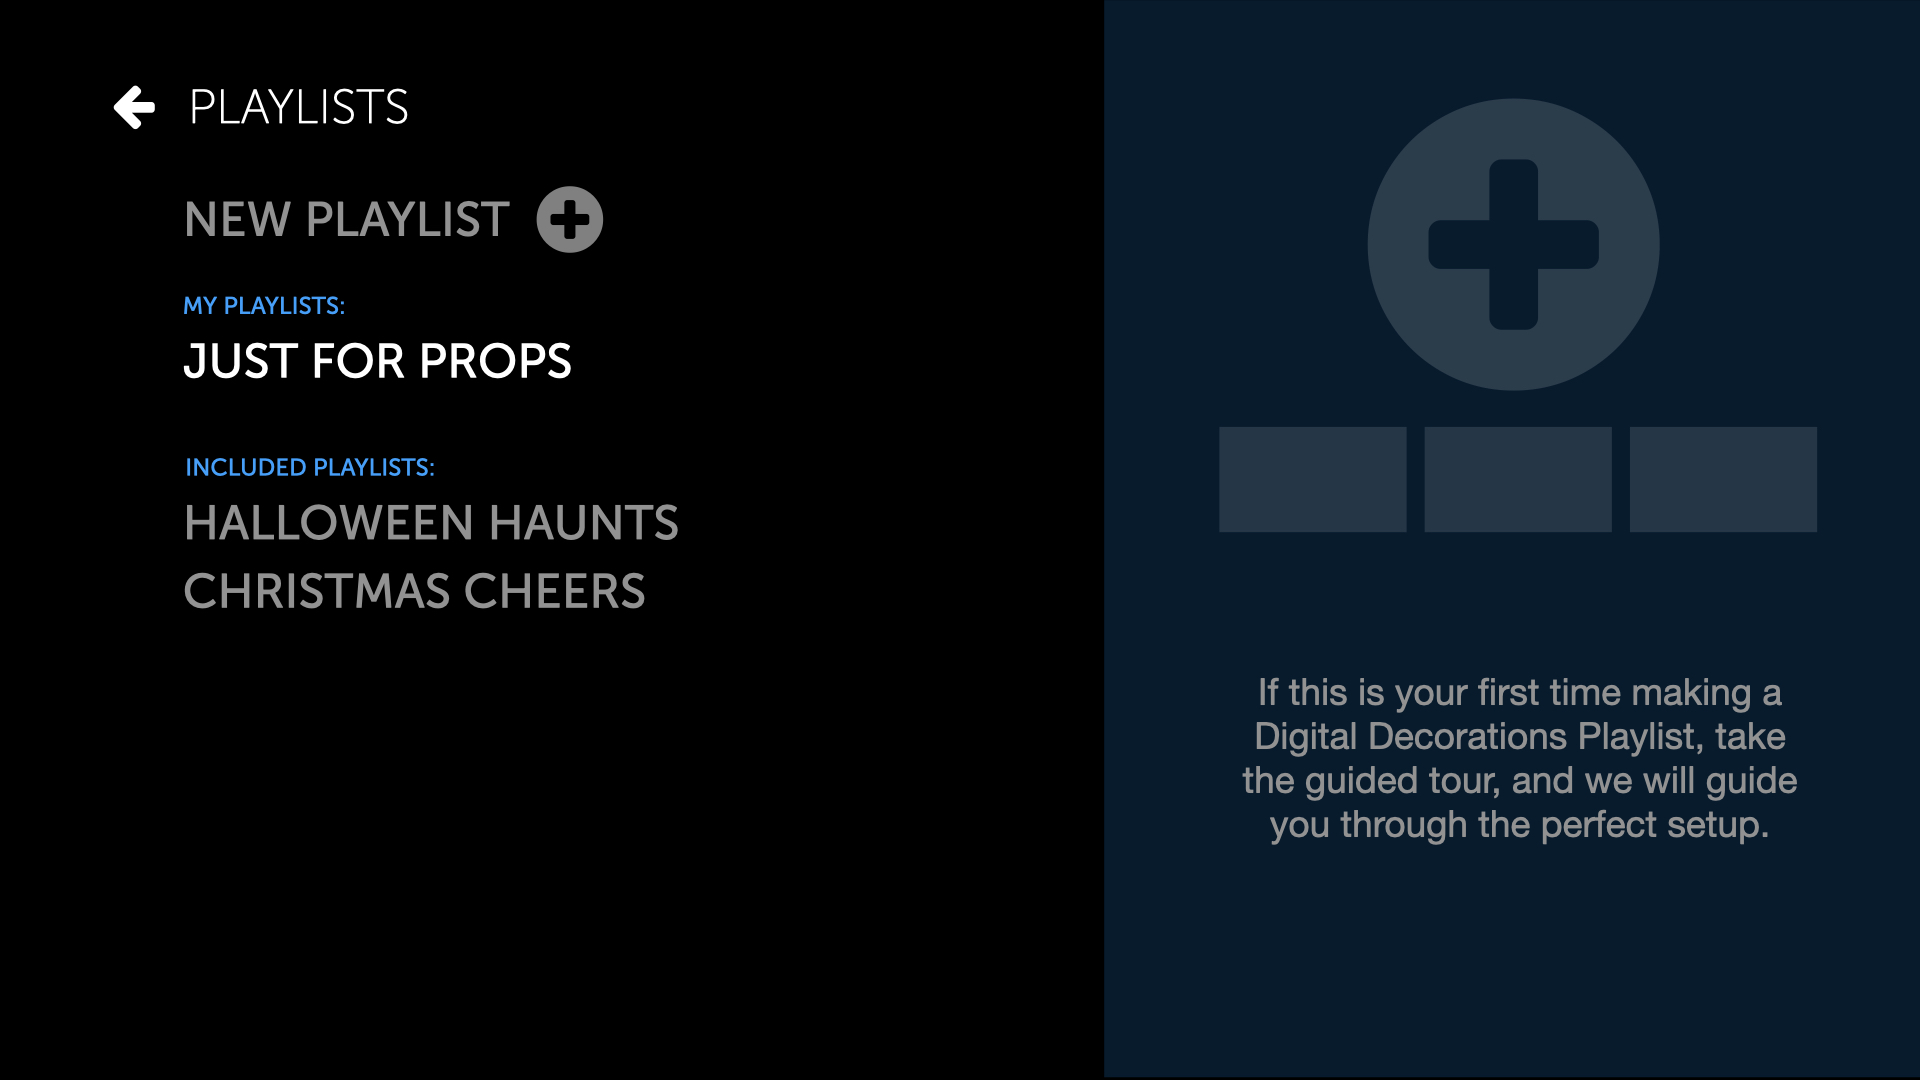 PLAYLISTS
NEW PLAYLIST
MY PLAYLISTS:
JUST FOR PROPS
INCLUDED PLAYLISTS:
HALLOWEEN HAUNTS
CHRISTMAS CHEERS
If this is your first time making a
Digital Decorations Playlist, take
the guided tour, and we will guide
you through the perfect setup.